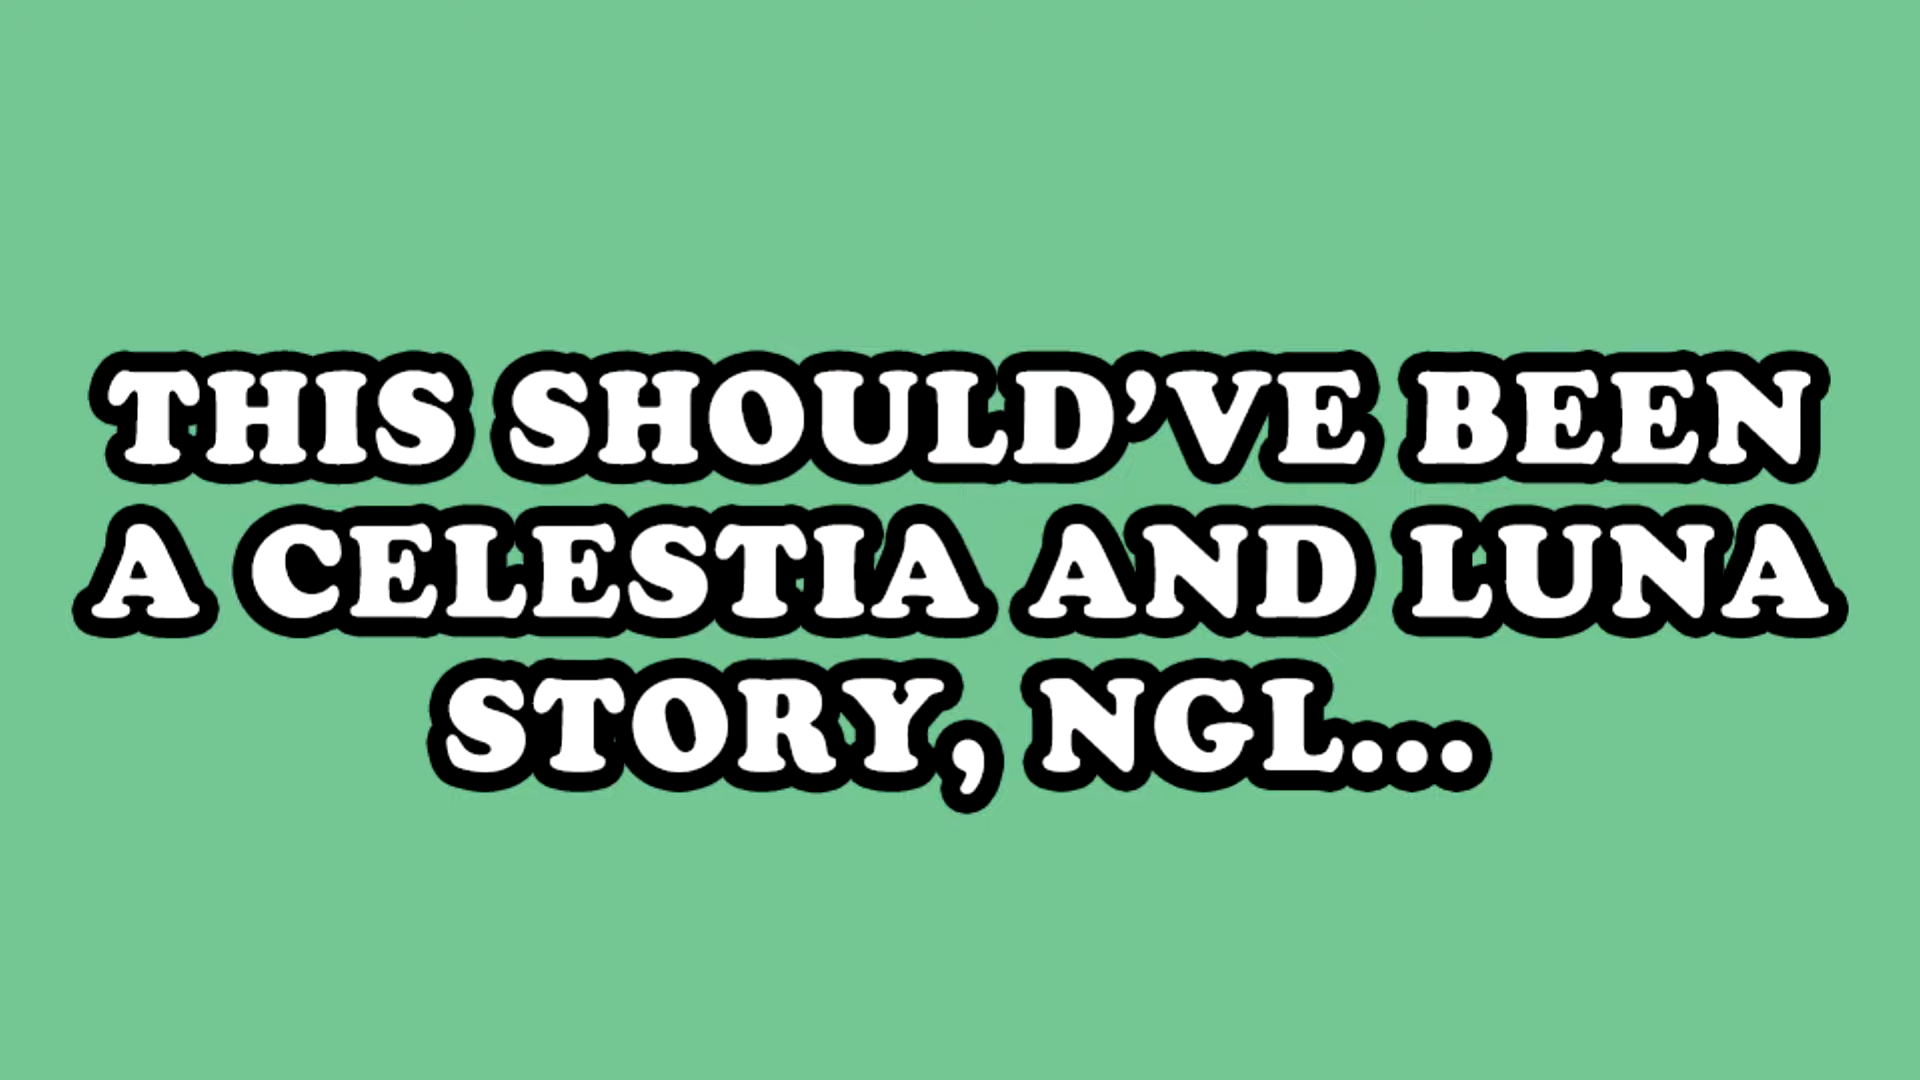 THIS SHOULD’VE BEEN
A CELESTIA AND LUNA
STORY, NGL...